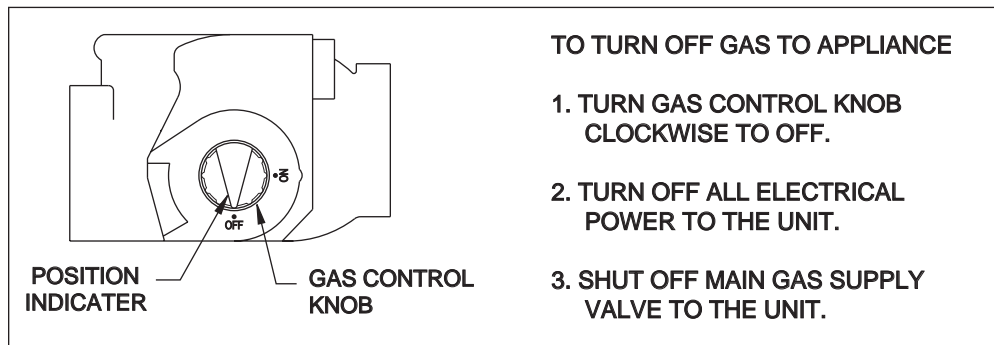 TO TURN OFF GAS TO APPLIANCE
1. TURN GAS CONTROL KNOB
CLOCKWISE TO OFF.
2. TURN OFF ALL ELECTRICAL
POWER TO THE UNIT.
3. SHUT OFF MAIN GAS SUPPLY
VALVE TO THE UNIT.
ON
OFF
POSITION
INDICATER
GAS CONTROL
KNOB